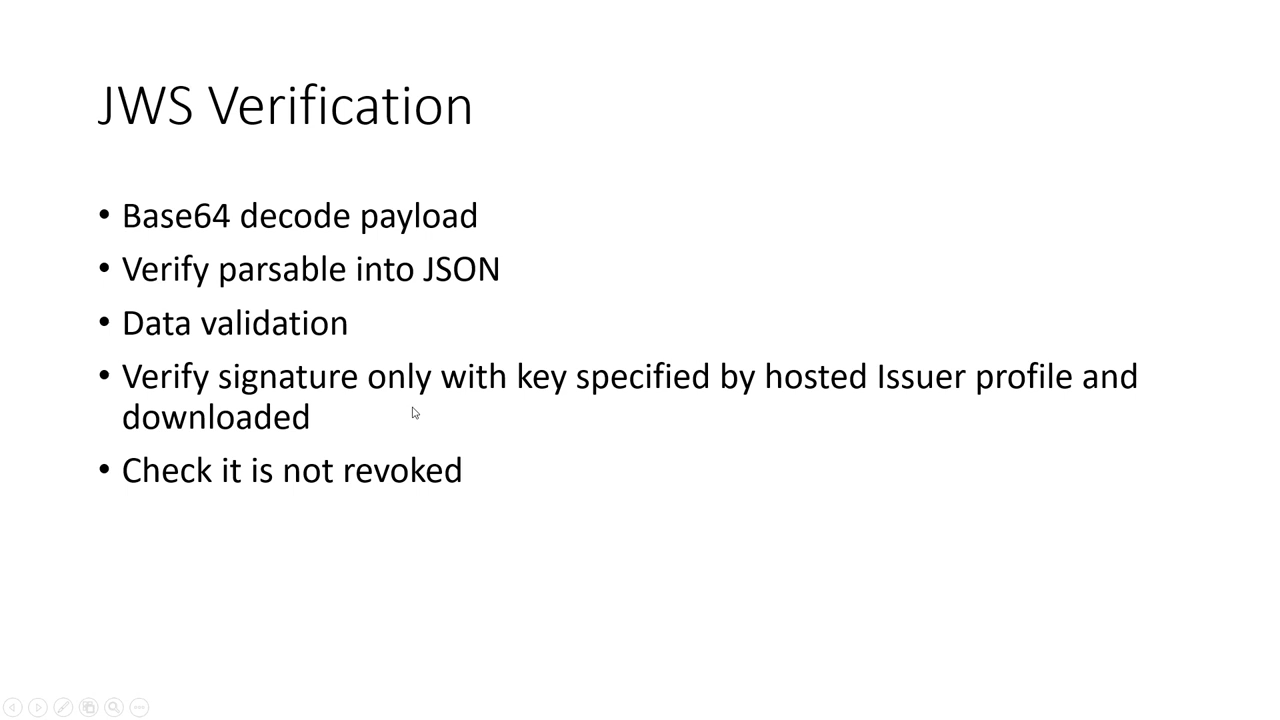 JWS Verification
• Base64 decode payload
• Verify parsable into JSON
• Data validation
• Verify signature only with key specified by hosted Issuer profile and
downloaded
• Check it is not revoked